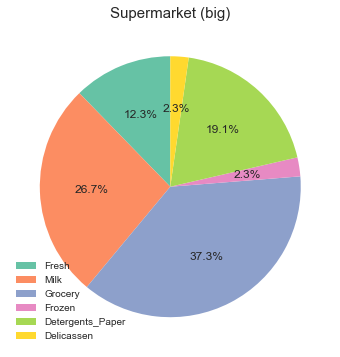 Supermarket (big)
2.3%
12.3%
19.1%
2.3%
26.7%
37.3%
Fresh
Milk
Grocery
Frozen
Detergents_Paper
Delicassen